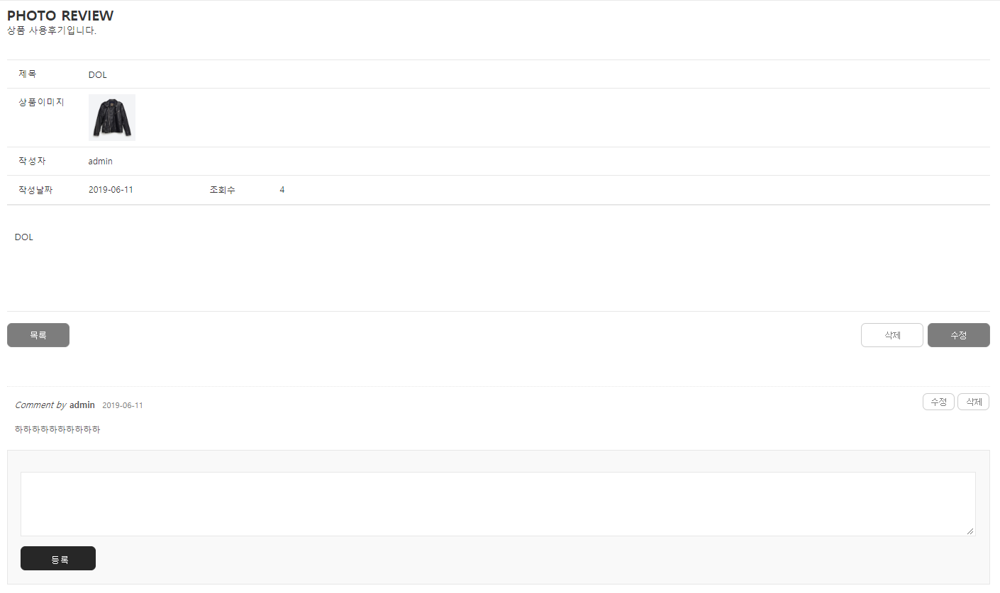 PHOTO REVIEW
상품 사용후기입니다.
제목 DOL
상품이미지
작성자 admin
작성날짜 2019-06-11 조회수 4
DOL
목록 삭제 수정
Comment by admin 2019-06-11 수정 삭제
하하하하하하하하하하
등록